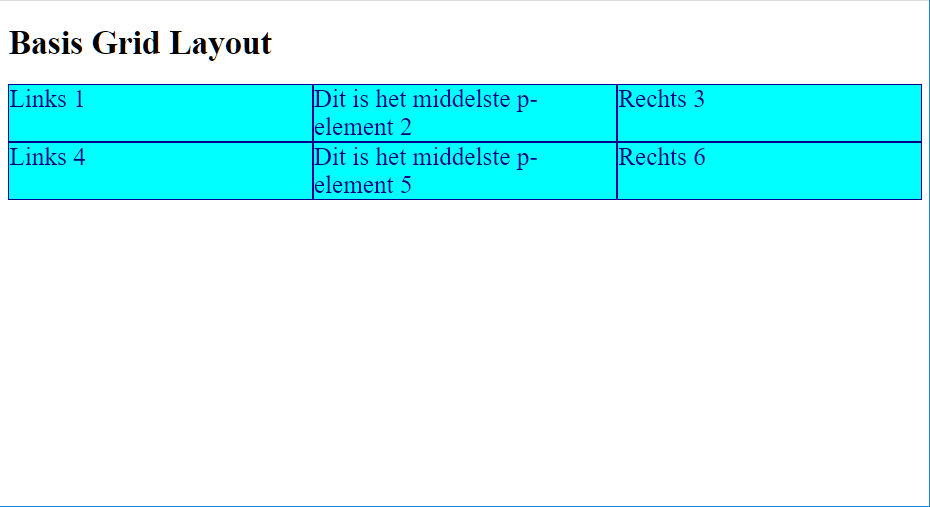 Basis Grid Layout
Links 1
Dit is het middelste p-
element 2
Rechts 3
Links 4
Dit is het middelste p-
element 5
Rechts 6